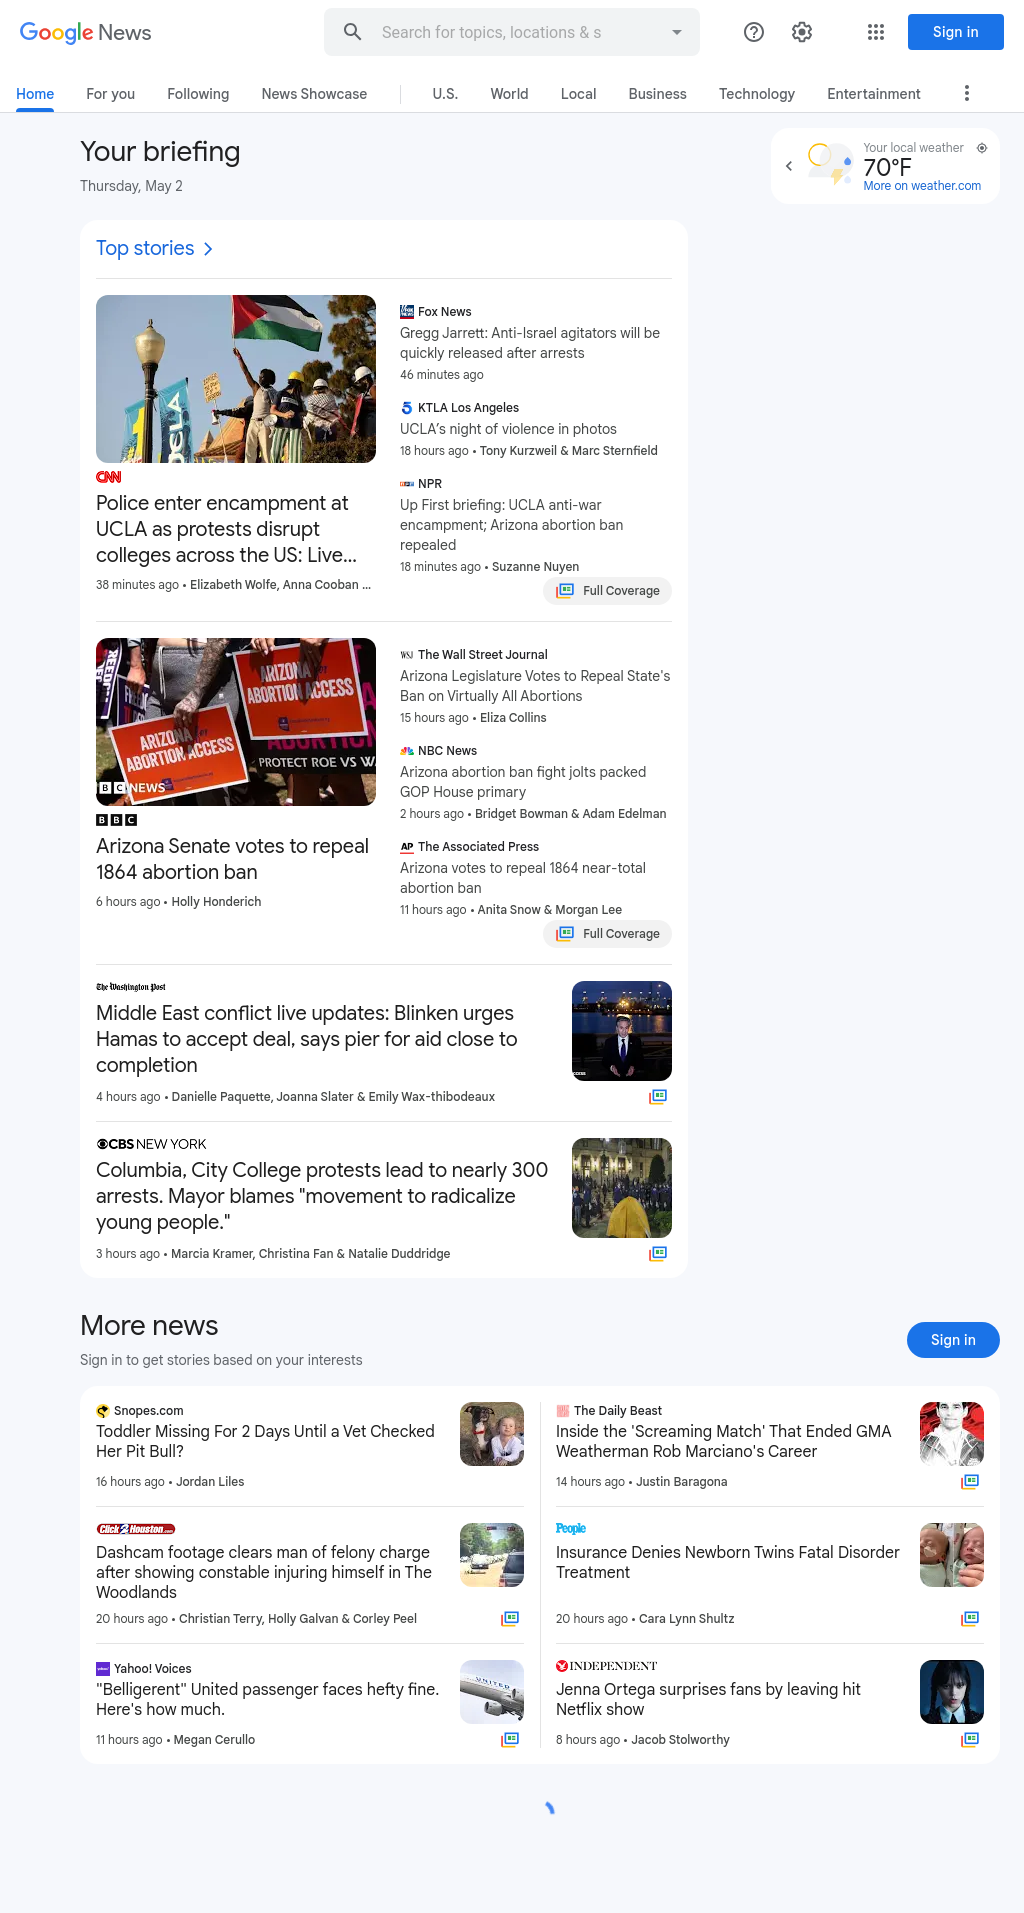 Google News
Search for topics, locations & s
Sign in
Home
For you
Following
News Showcase
U.S.
World
Local
Business
Technology
Entertainment
Your briefing
Thursday, May 2
Your local weather
70°F
More on weather.com
Top stories
UCLA
CNN
Police enter encampment at
UCLA as protests disrupt
colleges across the US: Live...
38 minutes ago • Elizabeth Wolfe, Anna Cooban ...
Fox News
Gregg Jarrett: Anti-Israel agitators will be
quickly released after arrests
46 minutes ago
KTLA Los Angeles
UCLA’s night of violence in photos
18 hours ago • Tony Kurzweil & Marc Sternfield
NPR
Up First briefing: UCLA anti-war
encampment; Arizona abortion ban
repealed
18 minutes ago • Suzanne Nuyen
Full Coverage
ARIZONA
ABORTION ACCESS
ARIZONA
ABORTION ACCESS
PROTECT ROE VS WA
BBC NEWS
BBC
Arizona Senate votes to repeal
1864 abortion ban
6 hours ago • Holly Honderich
WSJ The Wall Street Journal
Arizona Legislature Votes to Repeal State's
Ban on Virtually All Abortions
15 hours ago • Eliza Collins
NBC News
Arizona abortion ban fight jolts packed
GOP House primary
2 hours ago • Bridget Bowman & Adam Edelman
AP The Associated Press
Arizona votes to repeal 1864 near-total
abortion ban
11 hours ago • Anita Snow & Morgan Lee
Full Coverage
The Washington Post
Middle East conflict live updates: Blinken urges
Hamas to accept deal, says pier for aid close to
completion
4 hours ago • Danielle Paquette, Joanna Slater & Emily Wax-thibodeaux
CBS NEW YORK
Columbia, City College protests lead to nearly 300
arrests. Mayor blames "movement to radicalize
young people."
3 hours ago • Marcia Kramer, Christina Fan & Natalie Duddridge
More news
Sign in to get stories based on your interests
Sign in
Snopes.com
Toddler Missing For 2 Days Until a Vet Checked
Her Pit Bull?
16 hours ago • Jordan Liles
The Daily Beast
Inside the 'Screaming Match' That Ended GMA
Weatherman Rob Marciano's Career
14 hours ago • Justin Baragona
Click2Houston.com
Dashcam footage clears man of felony charge
after showing constable injuring himself in The
Woodlands
20 hours ago • Christian Terry, Holly Galvan & Corley Peel
People
Insurance Denies Newborn Twins Fatal Disorder
Treatment
20 hours ago • Cara Lynn Shultz
Yahoo! Voices
"Belligerent" United passenger faces hefty fine.
Here's how much.
11 hours ago • Megan Cerullo
UNITED
INDEPENDENT
Jenna Ortega surprises fans by leaving hit
Netflix show
8 hours ago • Jacob Stolworthy